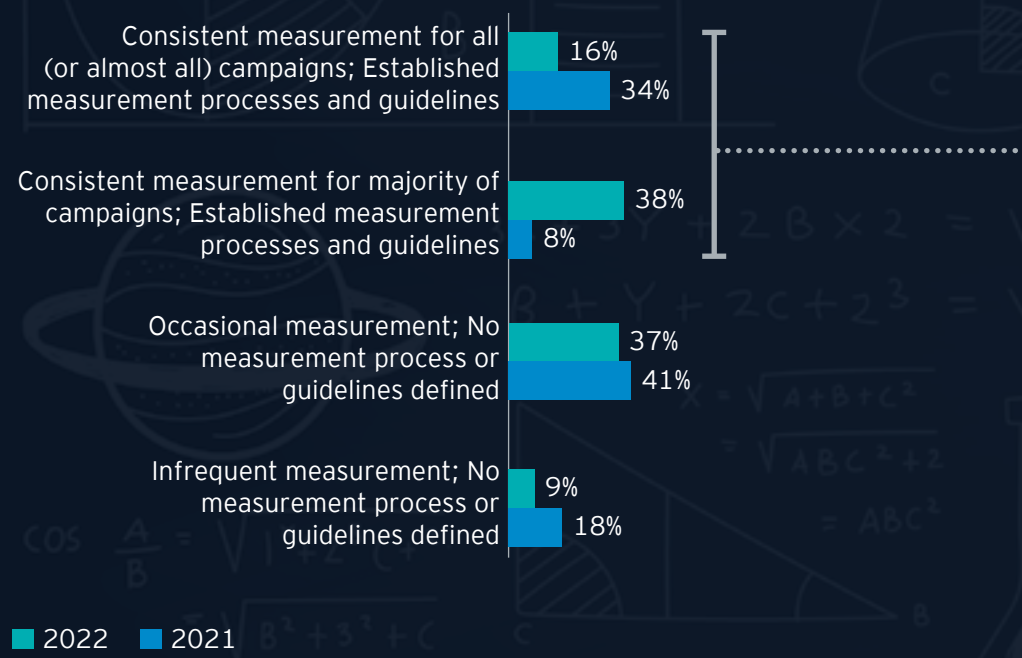 Consistent measurement for all
(or almost all) campaigns; Established
measurement processes and guidelines
16%
34%
Consistent measurement for majority of
campaigns; Established measurement
processes and guidelines
38%
8%
Occasional measurement; No
measurement process or
guidelines defined
37%
41%
Infrequent measurement; No
measurement process or
guidelines defined
9%
18%
2022 2021